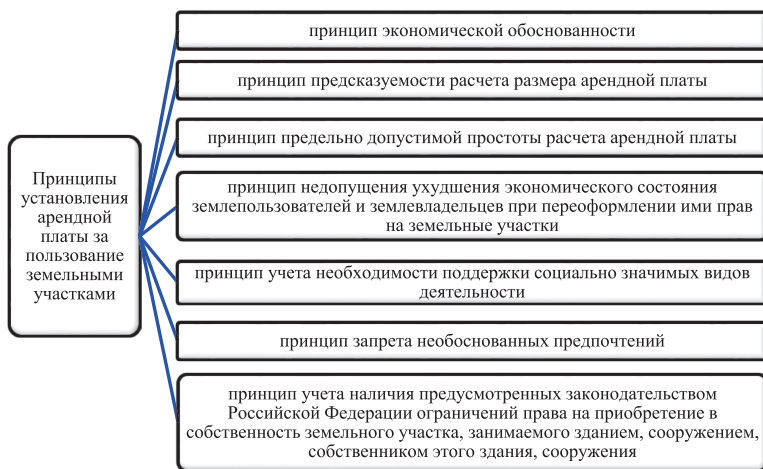 Принципы
установления
арендной
платы за
пользование
земельными
участками
принцип экономической обоснованности
принцип предсказуемости расчета размера арендной платы
принцип предельно допустимой простоты расчета арендной платы
принцип недопущения ухудшения экономического состояния
землепользователей и землевладельцев при переоформлении ими прав
на земельные участки
принцип учета необходимости поддержки социально значимых видов
деятельности
принцип запрета необоснованных предпочтений
принцип учета наличия предусмотренных законодательством
Российской Федерации ограничений права на приобретение в
собственность земельного участка, занимаемого зданием, сооружением,
собственником этого здания, сооружения